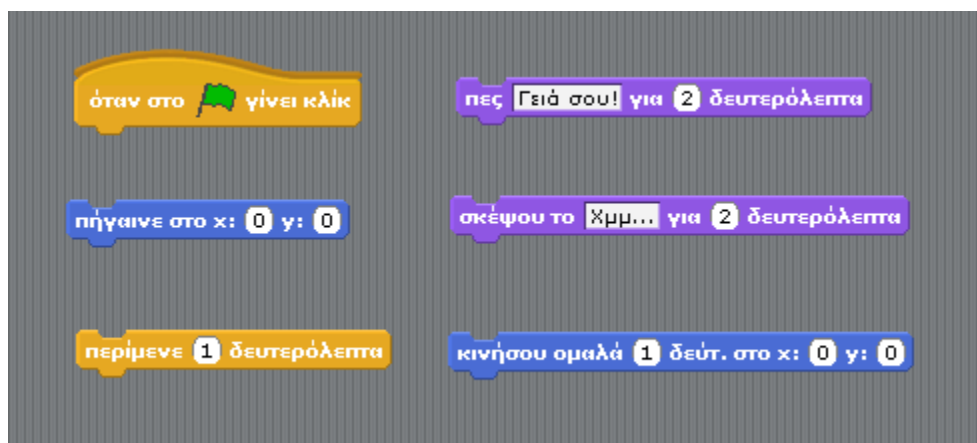 όταν στο γίνει κλίκ
πες Γειά σου! για 2 δευτερόλεπτα
πήγαινε στο x: 0 y: 0
σκέψου το Χμμ... για 2 δευτερόλεπτα
περίμενε 1 δευτερόλεπτα
κινήσου ομαλά 1 δεύτ. στο x: 0 y: 0